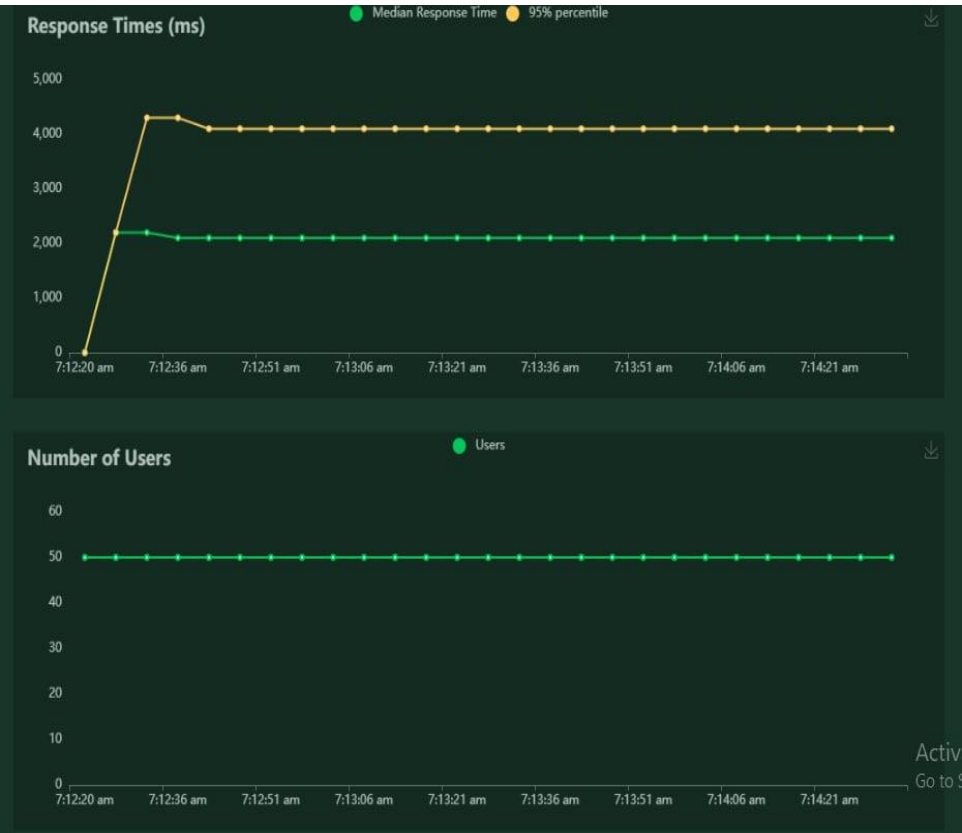 Response Times (ms)
Median Response Time 95% percentile
5,000
4,000
3,000
2,000
1,000
0
7:12:20 am 7:12:36 am 7:12:51 am 7:13:06 am 7:13:21 am 7:13:36 am 7:13:51 am 7:14:06 am 7:14:21 am
Number of Users
Users
60
50
40
30
20
10
0
7:12:20 am 7:12:36 am 7:12:51 am 7:13:06 am 7:13:21 am 7:13:36 am 7:13:51 am 7:14:06 am 7:14:21 am
Activ
Go to S